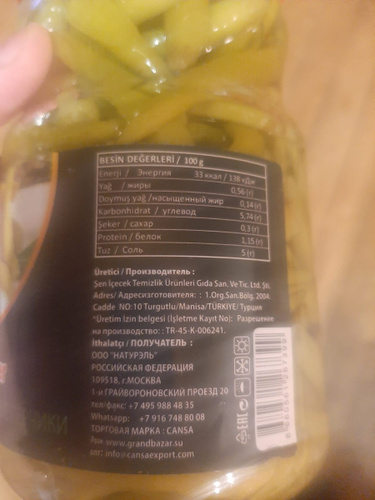 BESİN DEĞERLERİ / 100 g
Enerji / Энергия 33 ккал / 138 кДж
Yağ / жиры 0,56 (г)
Doymuş yağ /насыщенный жир 0,14 (г)
Karbonhidrat / углевод 5,74 (г)
Şeker / сахар 0,3 (г)
Protein / белок 1,15 (г)
Tuz / Соль 5 (г)
Üretici / Производитель :
Şen İçecek Temizlik Ürünleri Gıda San. Ve Tic. Ltd. Şti.
Adres/ Адресизготовителя: : 1.Org.San.Bölg. 2004.
Cadde NO:10 Turgutlu/Manisa/TÜRKİYE/ Турция
*Üretim İzin belgesi (İşletme Kayıt No): Разрешение
на производство: : TR-45-K-006241.
İthalatçı / ПОЛУЧАТЕЛЬ :
ООО "НАТУРЭЛЬ"
РОССИЙСКАЯ ФЕДЕРАЦИЯ
109518, г.МОСКВА
1-й ГРАЙВОРОНОВСКИЙ ПРОЕЗД 20
тел/факс: +7 495 988 48 35
Whatsapp: +7 916 748 80 08
ТОРГОВАЯ МАРКА : CANSA
www.grandbazar.su
info@cansaexport.com
ЕАС